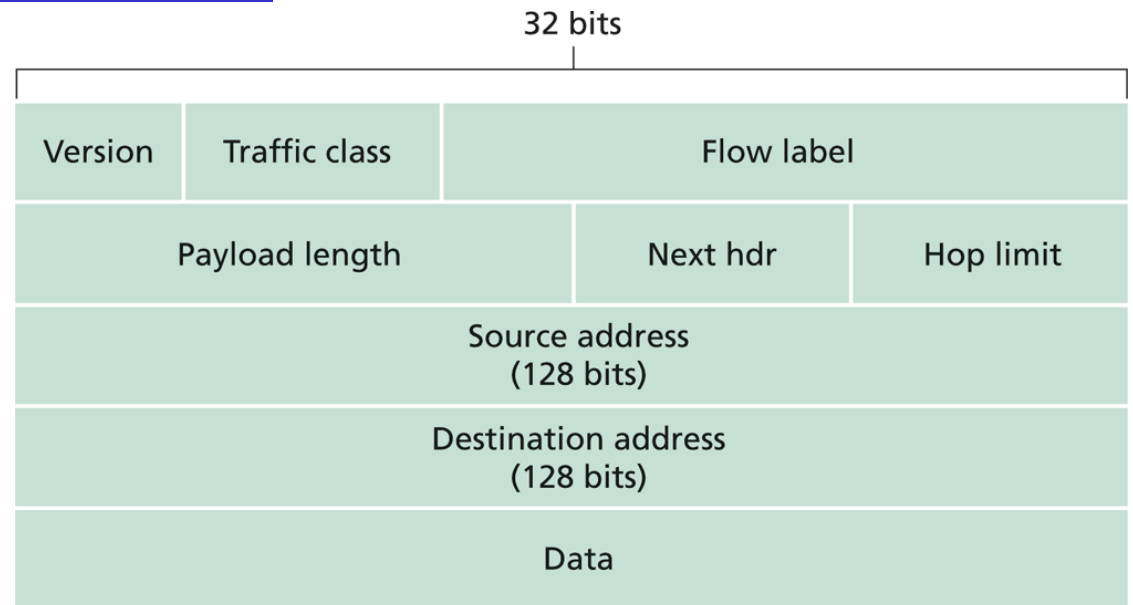 32 bits
Version Traffic class Flow label
Payload length Next hdr Hop limit
Source address
(128 bits)
Destination address
(128 bits)
Data